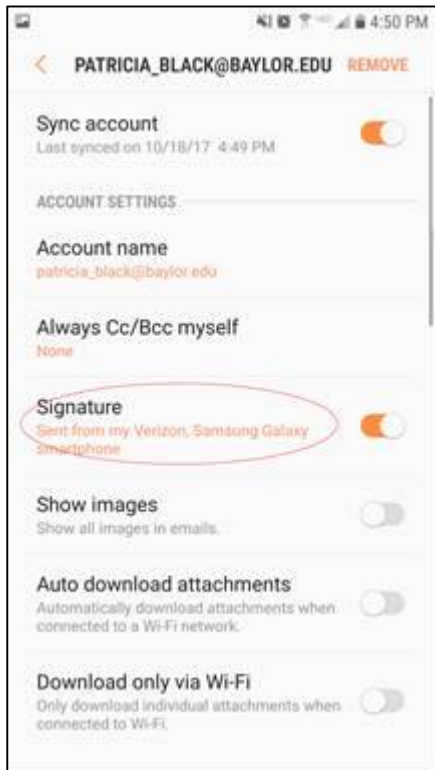 4:50 PM
PATRICIA_BLACK@BAYLOR.EDU REMOVE
Sync account
Last synced on 10/18/17 4:49 PM
ACCOUNT SETTINGS
Account name
patricia_black@baylor.edu
Always Cc/Bcc myself
None
Signature
Sent from my Verizon, Samsung Galaxy
smartphone
Show images
Show all images in emails.
Auto download attachments
Automatically download attachments when
connected to a Wi-Fi network.
Download only via Wi-Fi
Only download individual attachments when
connected to Wi-Fi.